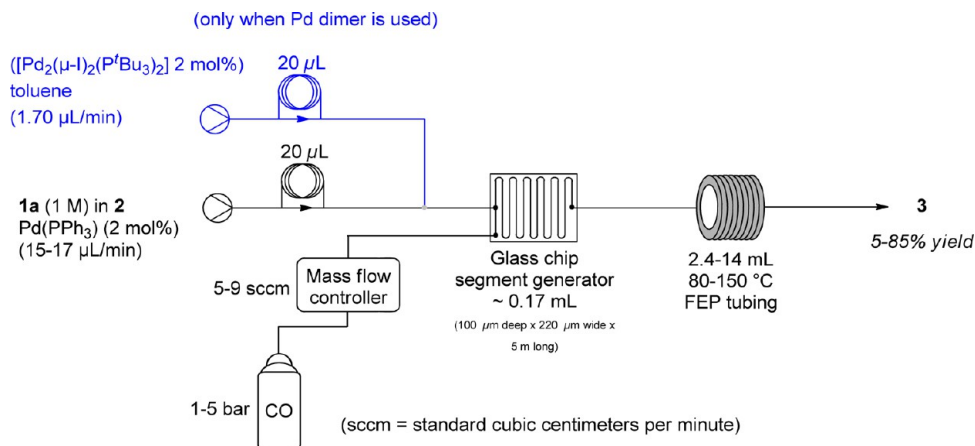 (only when Pd dimer is used)
([Pd₂(μ-I)₂(PᵗBu₃)₂] 2 mol%)
toluene
(1.70 μL/min)
20 μL
20 μL
1a (1 M) in 2
Pd(PPh₃) (2 mol%)
(15-17 μL/min)
3
5-85% yield
Glass chip
segment generator
~ 0.17 mL
(100 μm deep x 220 μm wide x
5 m long)
2.4-14 mL
80-150 °C
FEP tubing
5-9 sccm
Mass flow
controller
1-5 bar
CO
(sccm = standard cubic centimeters per minute)